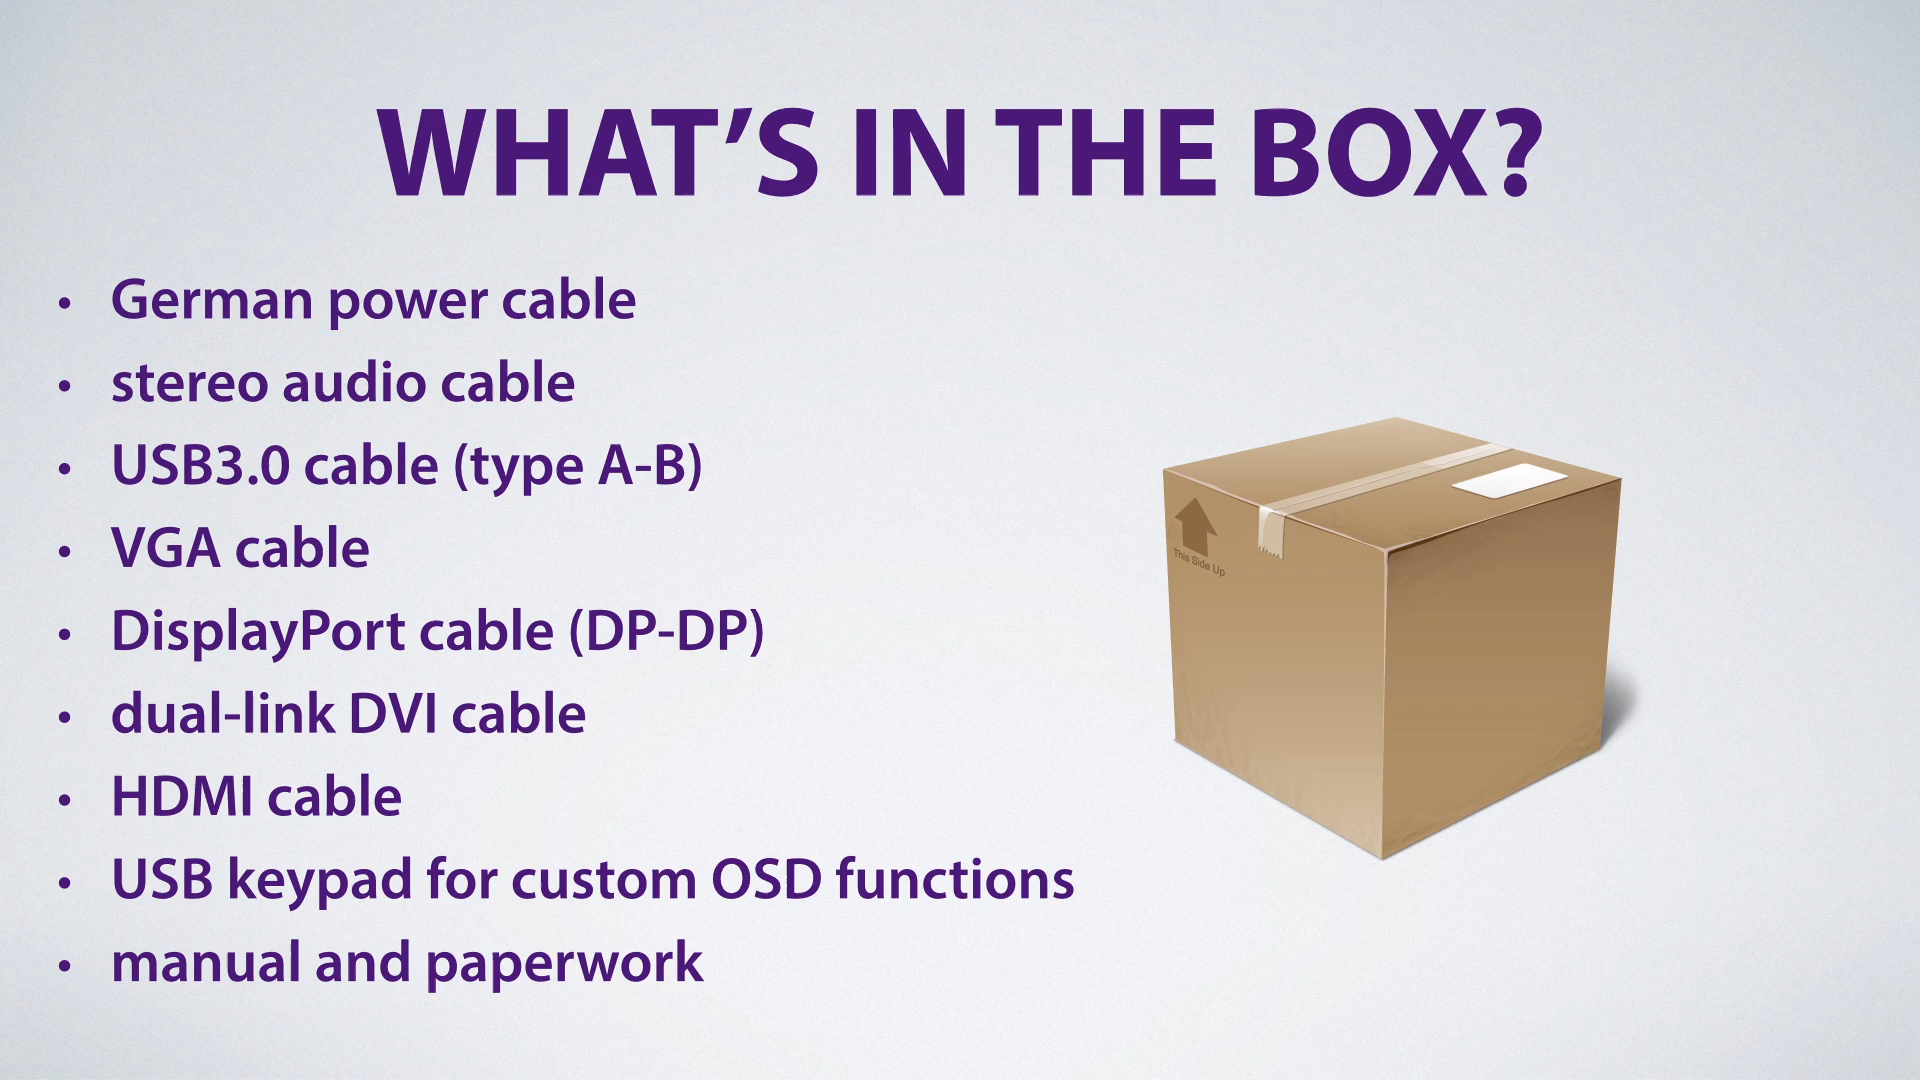 WHAT’S IN THE BOX?
• German power cable
• stereo audio cable
• USB3.0 cable (type A-B)
• VGA cable
• DisplayPort cable (DP-DP)
• dual-link DVI cable
• HDMI cable
• USB keypad for custom OSD functions
• manual and paperwork
This Side Up